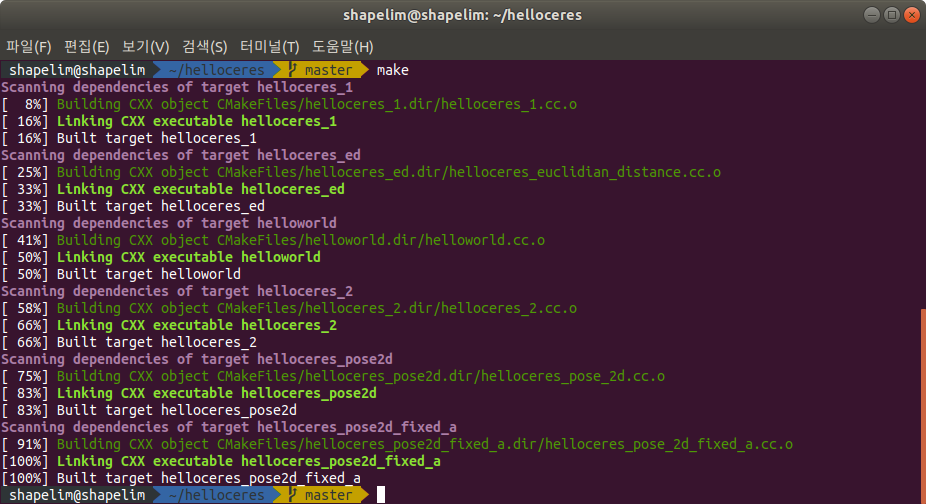 shapelim@shapelim: ~/helloceres
파일(F) 편집(E) 보기(V) 검색(S) 터미널(T) 도움말(H)
shapelim@shapelim ~/helloceres master make
Scanning dependencies of target helloceres_1
[  8%] Building CXX object CMakeFiles/helloceres_1.dir/helloceres_1.cc.o
[ 16%] Linking CXX executable helloceres_1
[ 16%] Built target helloceres_1
Scanning dependencies of target helloceres_ed
[ 25%] Building CXX object CMakeFiles/helloceres_ed.dir/helloceres_euclidian_distance.cc.o
[ 33%] Linking CXX executable helloceres_ed
[ 33%] Built target helloceres_ed
Scanning dependencies of target helloworld
[ 41%] Building CXX object CMakeFiles/helloworld.dir/helloworld.cc.o
[ 50%] Linking CXX executable helloworld
[ 50%] Built target helloworld
Scanning dependencies of target helloceres_2
[ 58%] Building CXX object CMakeFiles/helloceres_2.dir/helloceres_2.cc.o
[ 66%] Linking CXX executable helloceres_2
[ 66%] Built target helloceres_2
Scanning dependencies of target helloceres_pose2d
[ 75%] Building CXX object CMakeFiles/helloceres_pose2d.dir/helloceres_pose_2d.cc.o
[ 83%] Linking CXX executable helloceres_pose2d
[ 83%] Built target helloceres_pose2d
Scanning dependencies of target helloceres_pose2d_fixed_a
[ 91%] Building CXX object CMakeFiles/helloceres_pose2d_fixed_a.dir/helloceres_pose_2d_fixed_a.cc.o
[100%] Linking CXX executable helloceres_pose2d_fixed_a
[100%] Built target helloceres_pose2d_fixed_a
shapelim@shapelim ~/helloceres master